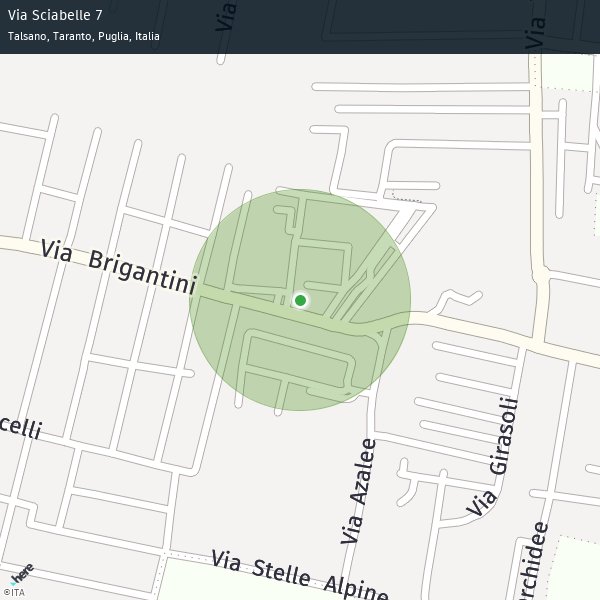 Via Sciabelle 7
Talsano, Taranto, Puglia, Italia
Via
Via
Via Brigantini
celli
Via Azalee
Via Girasoli
Via Stelle Alpine
rchidee
here
©ITA